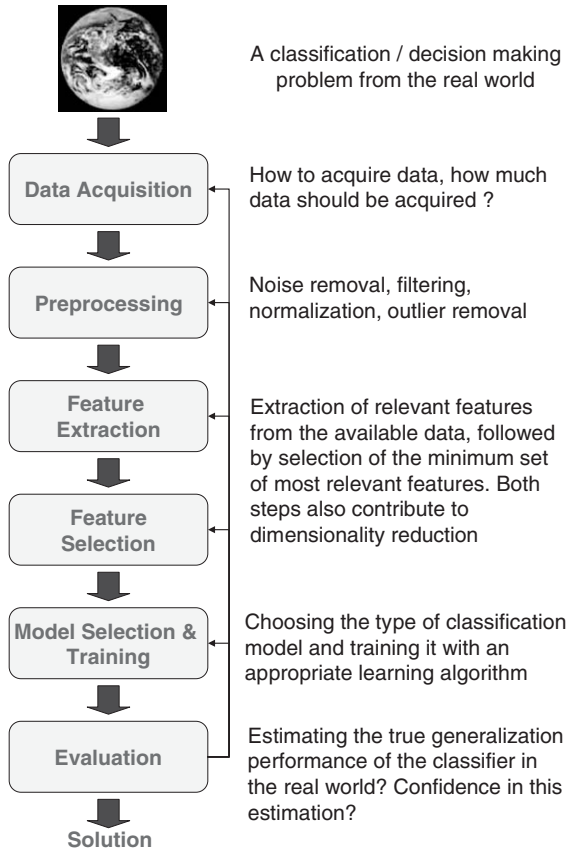 A classification / decision making
problem from the real world
Data Acquisition
How to acquire data, how much
data should be acquired ?
Preprocessing
Noise removal, filtering,
normalization, outlier removal
Feature
Extraction
Extraction of relevant features
from the available data, followed
by selection of the minimum set
of most relevant features. Both
steps also contribute to
dimensionality reduction
Feature
Selection
Model Selection &
Training
Choosing the type of classification
model and training it with an
appropriate learning algorithm
Evaluation
Estimating the true generalization
performance of the classifier in
the real world? Confidence in this
estimation?
Solution